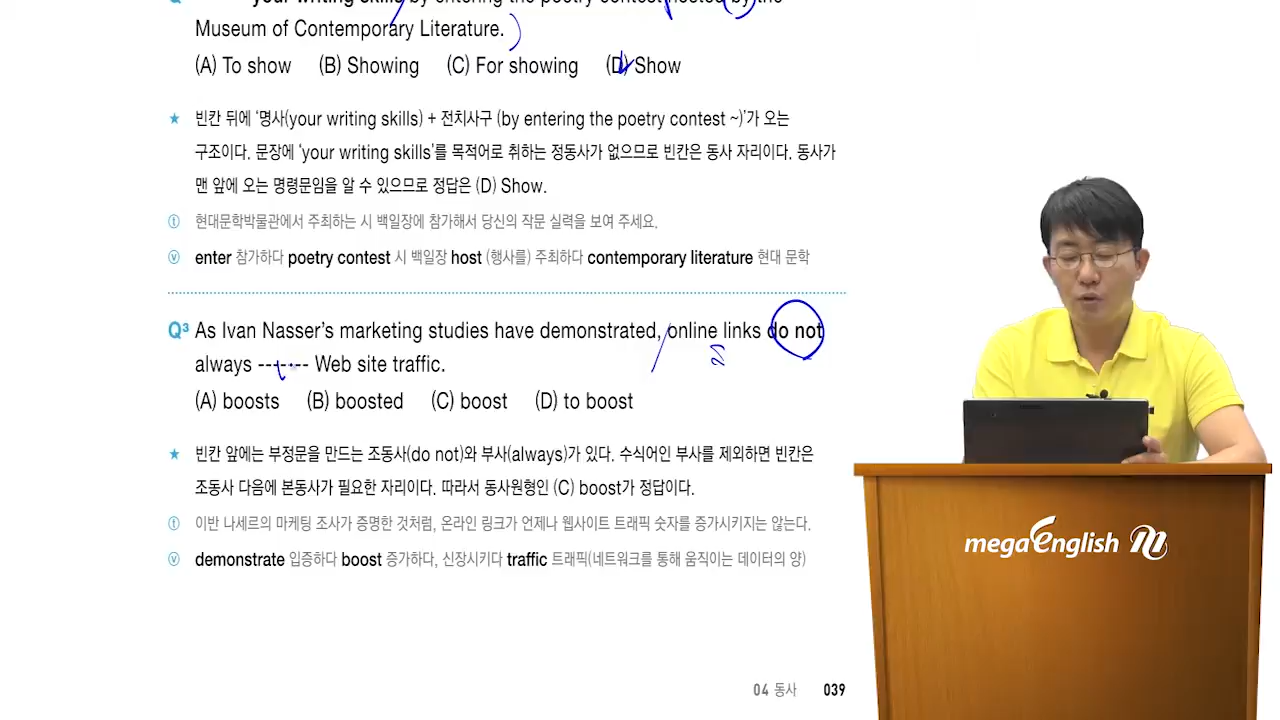 your writing skills by entering the poetry contest hosted by the
Museum of Contemporary Literature.
(A) To show (B) Showing (C) For showing (D) Show
★ 빈칸 뒤에 ‘명사(your writing skills) + 전치사구 (by entering the poetry contest ~)’가 오는
구조이다. 문장에 ‘your writing skills’를 목적어로 취하는 정동사가 없으므로 빈칸은 동사 자리이다. 동사가
맨 앞에 오는 명령문임을 알 수 있으므로 정답은 (D) Show.
ⓣ 현대문학박물관에서 주최하는 시 백일장에 참가해서 당신의 작문 실력을 보여 주세요.
ⓥ enter 참가하다 poetry contest 시 백일장 host (행사를) 주최하다 contemporary literature 현대 문학
Q³ As Ivan Nasser’s marketing studies have demonstrated, online links do not
always ------- Web site traffic.
(A) boosts (B) boosted (C) boost (D) to boost
★ 빈칸 앞에는 부정문을 만드는 조동사(do not)와 부사(always)가 있다. 수식어인 부사를 제외하면 빈칸은
조동사 다음에 본동사가 필요한 자리이다. 따라서 동사원형인 (C) boost가 정답이다.
ⓣ 이반 나세르의 마케팅 조사가 증명한 것처럼, 온라인 링크가 언제나 웹사이트 트래픽 숫자를 증가시키지는 않는다.
ⓥ demonstrate 입증하다 boost 증가하다, 신장시키다 traffic 트래픽(네트워크를 통해 움직이는 데이터의 양)
04 동사 039
megaEnglish